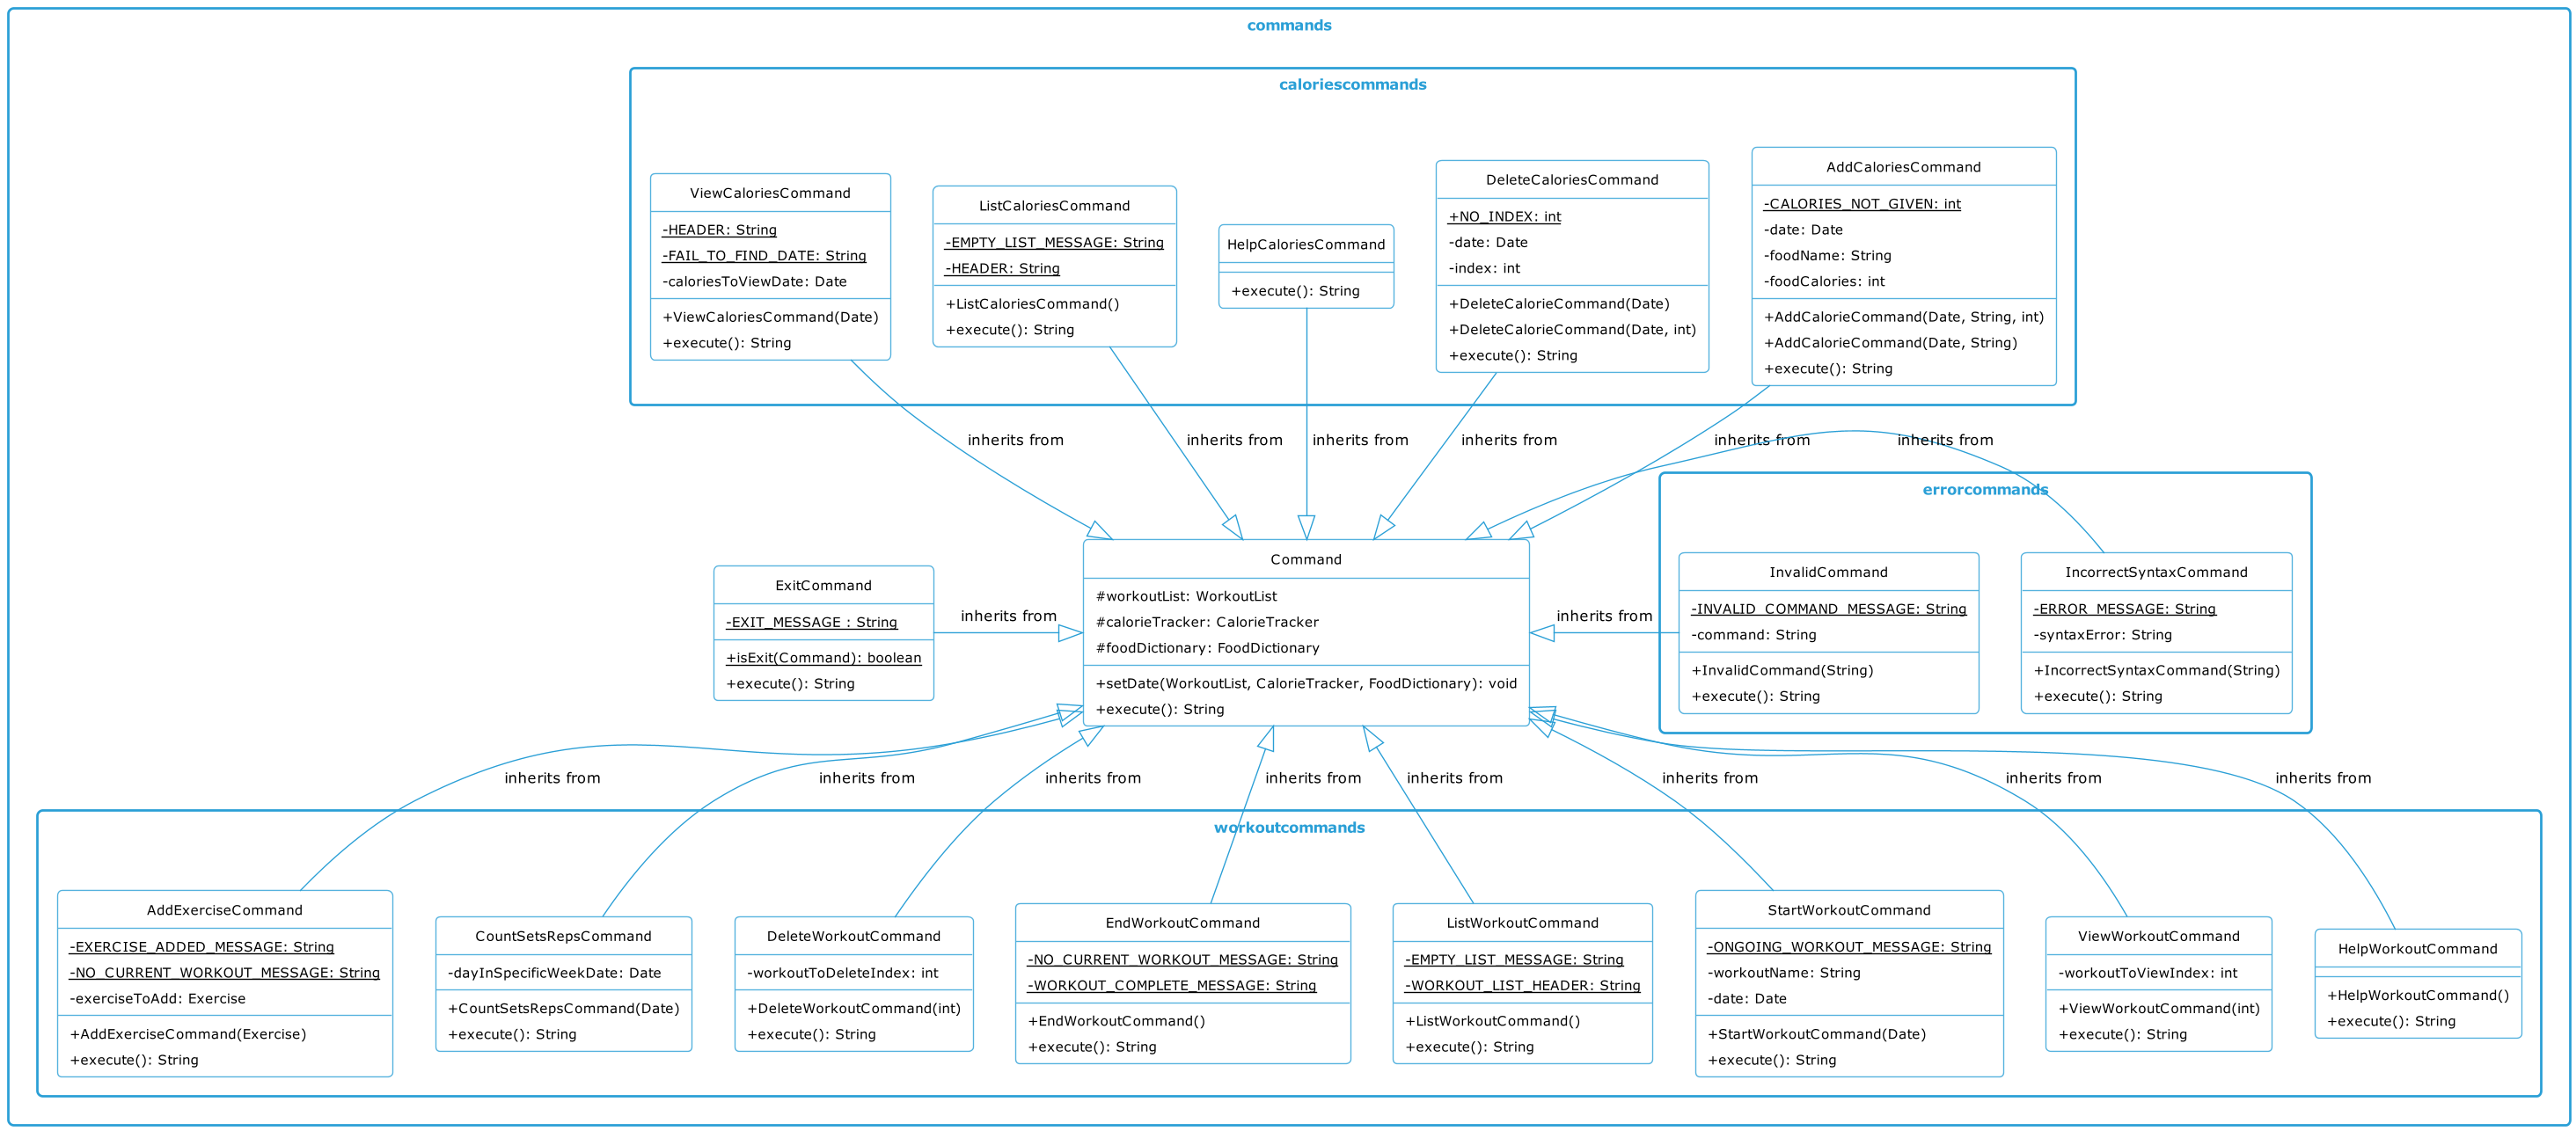 commands
caloriescommands
ViewCaloriesCommand
-HEADER: String
-FAIL_TO_FIND_DATE: String
-caloriesToViewDate: Date
+ViewCaloriesCommand(Date)
+execute(): String
ListCaloriesCommand
-EMPTY_LIST_MESSAGE: String
-HEADER: String
+ListCaloriesCommand()
+execute(): String
HelpCaloriesCommand
+execute(): String
DeleteCaloriesCommand
+NO_INDEX: int
-date: Date
-index: int
+DeleteCalorieCommand(Date)
+DeleteCalorieCommand(Date, int)
+execute(): String
AddCaloriesCommand
-CALORIES_NOT_GIVEN: int
-date: Date
-foodName: String
-foodCalories: int
+AddCalorieCommand(Date, String, int)
+AddCalorieCommand(Date, String)
+execute(): String
inherits from
inherits from
inherits from
inherits from
inherits from
inherits from
errorcommands
ExitCommand
-EXIT_MESSAGE : String
+isExit(Command): boolean
+execute(): String
inherits from
Command
#workoutList: WorkoutList
#calorieTracker: CalorieTracker
#foodDictionary: FoodDictionary
+setDate(WorkoutList, CalorieTracker, FoodDictionary): void
+execute(): String
inherits from
InvalidCommand
-INVALID_COMMAND_MESSAGE: String
-command: String
+InvalidCommand(String)
+execute(): String
IncorrectSyntaxCommand
-ERROR_MESSAGE: String
-syntaxError: String
+IncorrectSyntaxCommand(String)
+execute(): String
inherits from
inherits from
inherits from
inherits from
inherits from
inherits from
inherits from
inherits from
workoutcommands
AddExerciseCommand
-EXERCISE_ADDED_MESSAGE: String
-NO_CURRENT_WORKOUT_MESSAGE: String
-exerciseToAdd: Exercise
+AddExerciseCommand(Exercise)
+execute(): String
CountSetsRepsCommand
-dayInSpecificWeekDate: Date
+CountSetsRepsCommand(Date)
+execute(): String
DeleteWorkoutCommand
-workoutToDeleteIndex: int
+DeleteWorkoutCommand(int)
+execute(): String
EndWorkoutCommand
-NO_CURRENT_WORKOUT_MESSAGE: String
-WORKOUT_COMPLETE_MESSAGE: String
+EndWorkoutCommand()
+execute(): String
ListWorkoutCommand
-EMPTY_LIST_MESSAGE: String
-WORKOUT_LIST_HEADER: String
+ListWorkoutCommand()
+execute(): String
StartWorkoutCommand
-ONGOING_WORKOUT_MESSAGE: String
-workoutName: String
-date: Date
+StartWorkoutCommand(Date)
+execute(): String
ViewWorkoutCommand
-workoutToViewIndex: int
+ViewWorkoutCommand(int)
+execute(): String
HelpWorkoutCommand
+HelpWorkoutCommand()
+execute(): String